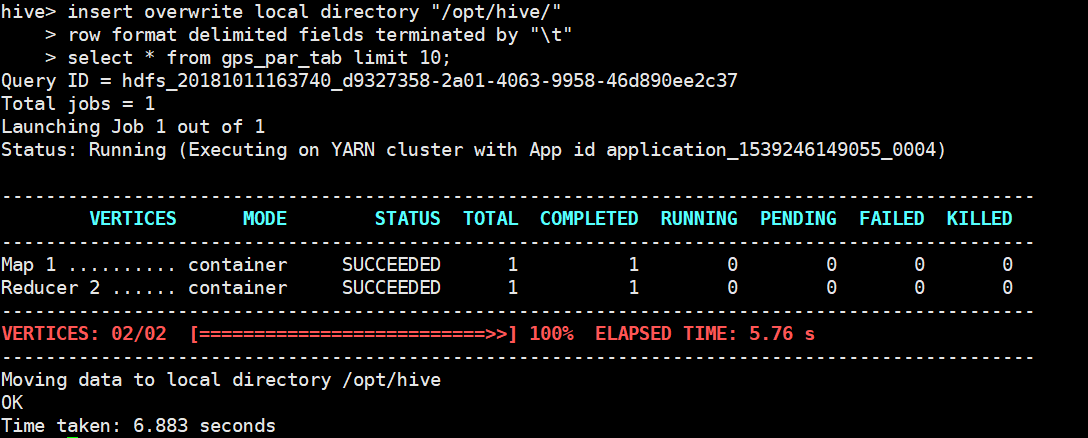 hive> insert overwrite local directory "/opt/hive/"
    > row format delimited fields terminated by "\t"
    > select * from gps_par_tab limit 10;
Query ID = hdfs_20181011163740_d9327358-2a01-4063-9958-46d890ee2c37
Total jobs = 1
Launching Job 1 out of 1
Status: Running (Executing on YARN cluster with App id application_1539246149055_0004)

----------------------------------------------------------------------------------------------
        VERTICES      MODE        STATUS  TOTAL  COMPLETED  RUNNING  PENDING  FAILED  KILLED
----------------------------------------------------------------------------------------------
Map 1 .......... container     SUCCEEDED      1          1        0        0       0       0
Reducer 2 ...... container     SUCCEEDED      1          1        0        0       0       0
----------------------------------------------------------------------------------------------
VERTICES: 02/02  [==========================>>] 100%  ELAPSED TIME: 5.76 s
----------------------------------------------------------------------------------------------
Moving data to local directory /opt/hive
OK
Time taken: 6.883 seconds